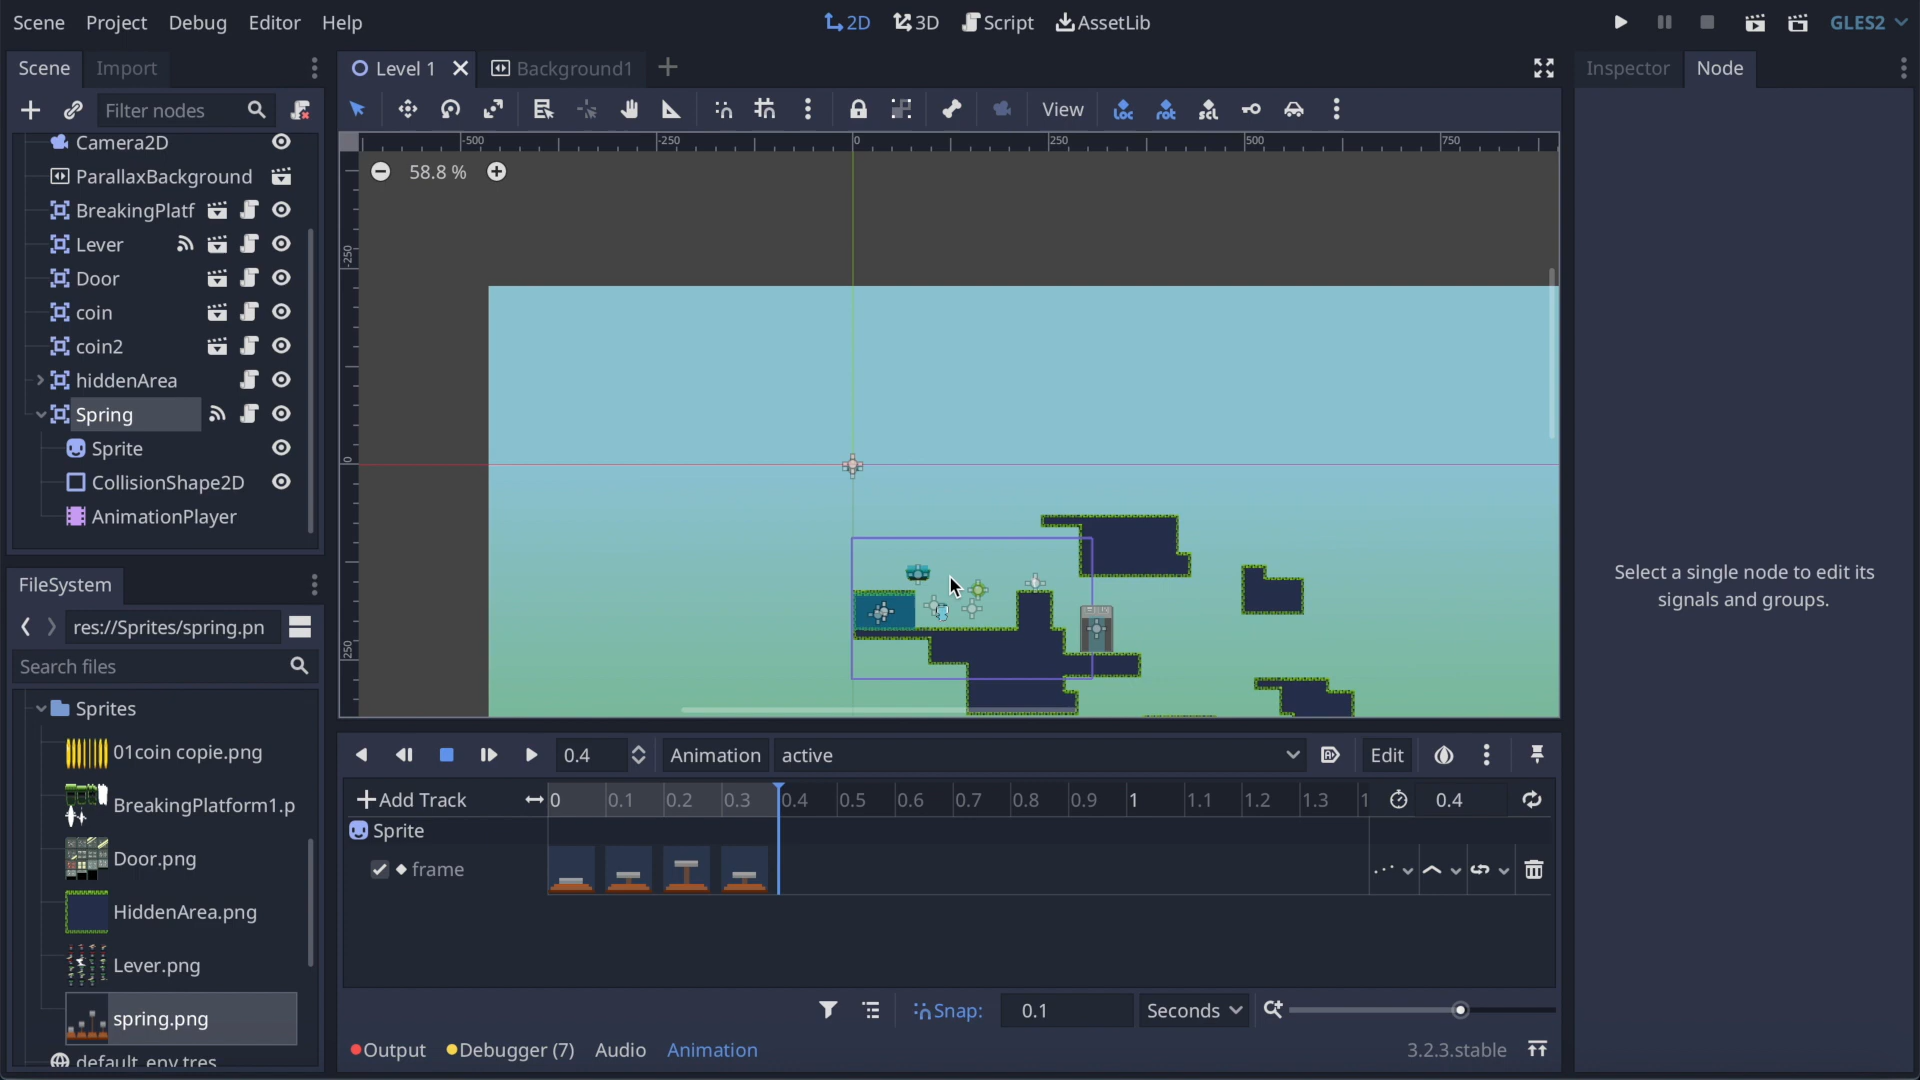 Scene Project Debug Editor Help 2D 3D Script AssetLib GLES2
Scene Import Level 1 Background1 Inspector Node
Filter nodes View
-500 -250 0 250 500 750
Camera2D
58.8 %
ParallaxBackground
BreakingPlatf
Lever
-250
Door
coin
coin2
hiddenArea
Spring
Sprite
0
CollisionShape2D
AnimationPlayer
Select a single node to edit its
signals and groups.
FileSystem
res://Sprites/spring.pn
250
Search files
Sprites
01coin copie.png
BreakingPlatform1.p
Door.png
HiddenArea.png
Lever.png
spring.png
default_env.tres
0.4 Animation active Edit
Add Track 0 0.1 0.2 0.3 0.4 0.5 0.6 0.7 0.8 0.9 1 1.1 1.2 1.3 1 0.4
Sprite
frame
Snap: 0.1 Seconds
Output Debugger (7) Audio Animation 3.2.3.stable